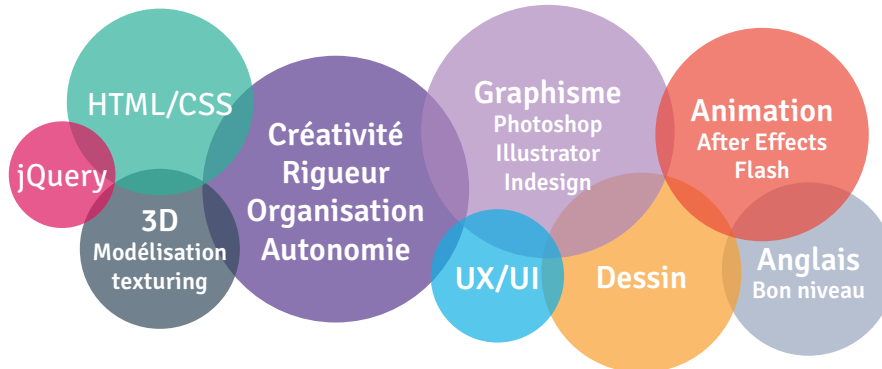 HTML/CSS
jQuery
3D
Modélisation
texturing
Créativité
Rigueur
Organisation
Autonomie
Graphisme
Photoshop
Illustrator
Indesign
UX/UI
Dessin
Animation
After Effects
Flash
Anglais
Bon niveau